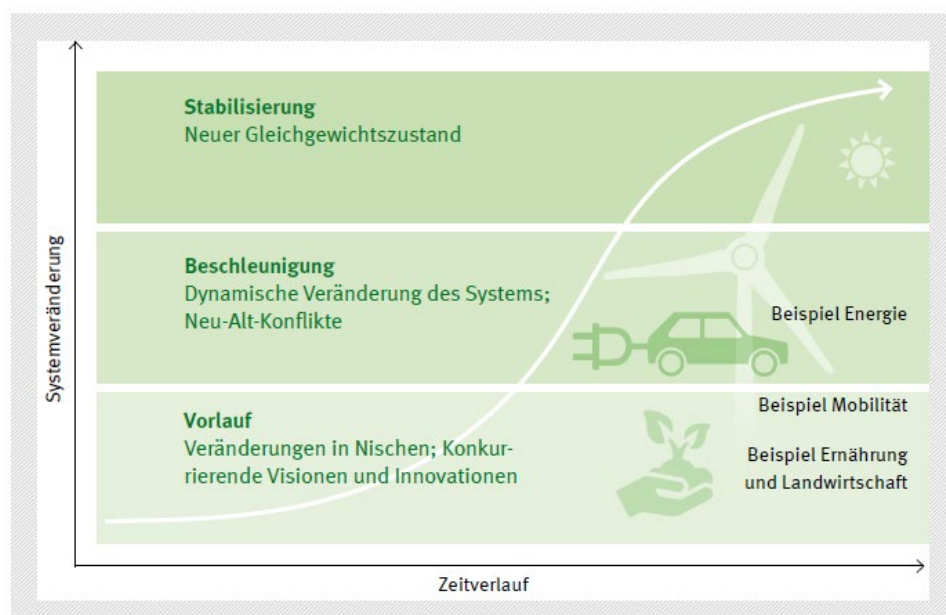 Stabilisierung
Neuer Gleichgewichtszustand
Systemveränderung
Beschleunigung
Dynamische Veränderung des Systems;
Neu-Alt-Konflikte
Beispiel Energie
Vorlauf
Veränderungen in Nischen; Konkur-
rierende Visionen und Innovationen
Beispiel Mobilität
Beispiel Ernährung
und Landwirtschaft
Zeitverlauf